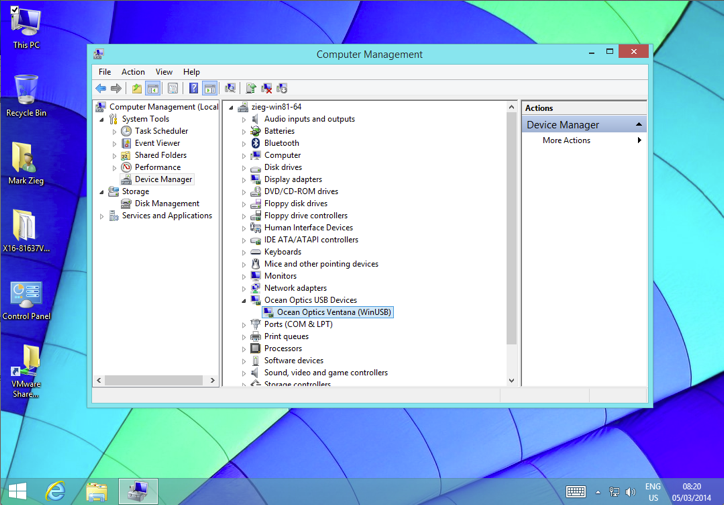 This PC
Recycle Bin
Mark Zieg
X16-81637V...
Control Panel
VMware
Share...
Computer Management
File Action View Help
Computer Management (Local
System Tools
Task Scheduler
Event Viewer
Shared Folders
Performance
Device Manager
Storage
Disk Management
Services and Applications
zieg-win81-64
Audio inputs and outputs
Batteries
Bluetooth
Computer
Disk drives
Display adapters
DVD/CD-ROM drives
Floppy disk drives
Floppy drive controllers
Human Interface Devices
IDE ATA/ATAPI controllers
Keyboards
Mice and other pointing devices
Monitors
Network adapters
Ocean Optics USB Devices
Ocean Optics Ventana (WinUSB)
Ports (COM & LPT)
Print queues
Processors
Software devices
Sound, video and game controllers
Storage controllers
Actions
Device Manager
More Actions
ENG
US
08:20
05/03/2014